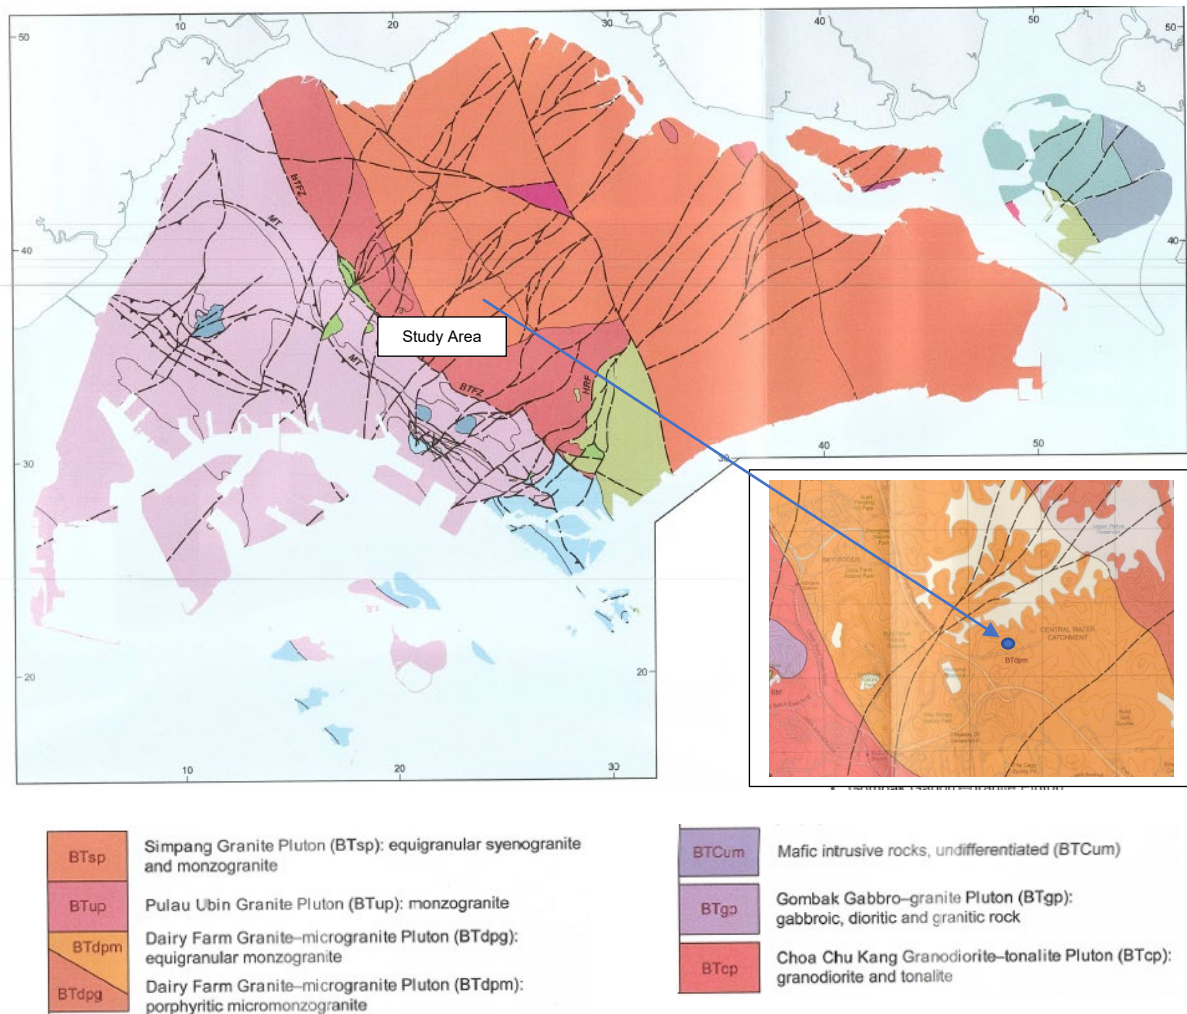 10 20 30 40 50
50
50
BTFZ
MT
40
40
Study Area
MT
BTFZ
HRF
30
30
40
50
20
20
10
20
30
SKYWOODS
CENTRAL WATER
CATCHMENT
BTdpm
BTsp
Simpang Granite Pluton (BTsp): equigranular syenogranite
and monzogranite
BTup
Pulau Ubin Granite Pluton (BTup): monzogranite
BTdpm
Dairy Farm Granite–microgranite Pluton (BTdpg):
equigranular monzogranite
BTdpg
Dairy Farm Granite–microgranite Pluton (BTdpm):
porphyritic micromonzogranite
BTCum
Mafic intrusive rocks, undifferentiated (BTCum)
BTgp
Gombak Gabbro–granite Pluton (BTgp):
gabbroic, dioritic and granitic rock
BTcp
Choa Chu Kang Granodiorite–tonalite Pluton (BTcp):
granodiorite and tonalite